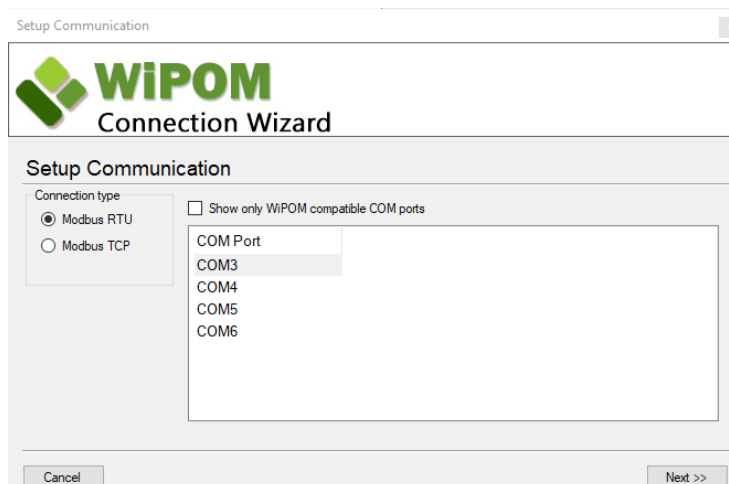 Setup Communication
WiPOM
Connection Wizard
Setup Communication
Connection type
Modbus RTU
Modbus TCP
Show only WiPOM compatible COM ports
COM Port
COM3
COM4
COM5
COM6
Cancel
Next >>